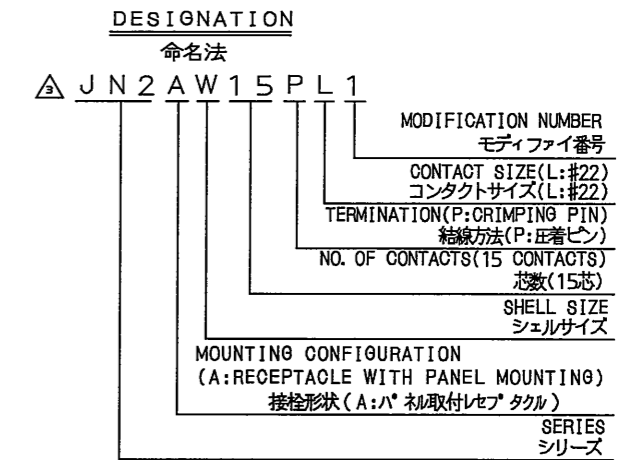 DESIGNATION
命名法
3 JN2AW15PL1
MODIFICATION NUMBER
モディファイ番号
CONTACT SIZE(L:#22)
コンタクトサイズ(L:#22)
TERMINATION(P:CRIMPING PIN)
結線方法(P:圧着ピン)
NO. OF CONTACTS(15 CONTACTS)
芯数(15芯)
SHELL SIZE
シェルサイズ
MOUNTING CONFIGURATION
(A:RECEPTACLE WITH PANEL MOUNTING)
接栓形状(A:パネル取付レセプタクル)
SERIES
シリーズ